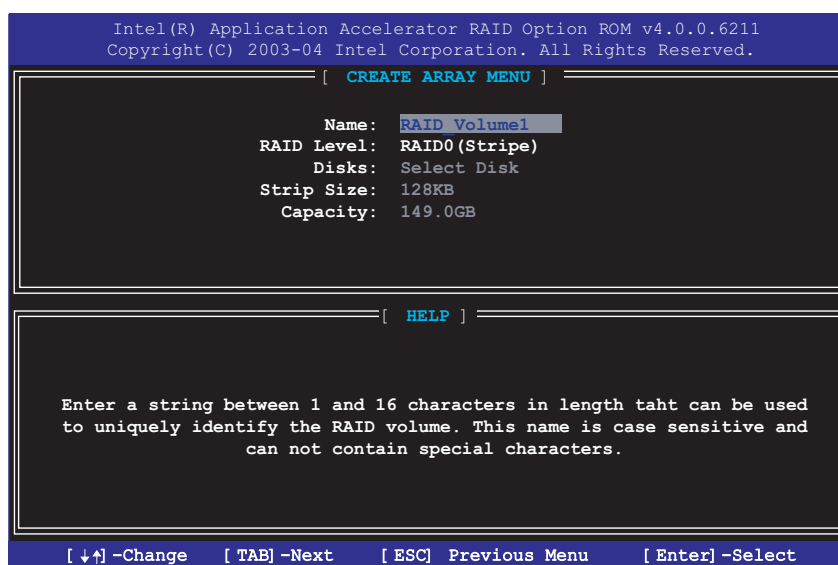 Intel(R) Application Accelerator RAID Option ROM v4.0.0.6211
Copyright(C) 2003-04 Intel Corporation. All Rights Reserved.
[ CREATE ARRAY MENU ]
Name: RAID_Volume1
RAID Level: RAID0(Stripe)
Disks: Select Disk
Strip Size: 128KB
Capacity: 149.0GB
[ HELP ]
Enter a string between 1 and 16 characters in length taht can be used
to uniquely identify the RAID volume. This name is case sensitive and
can not contain special characters.
[↓↑]-Change [TAB]-Next [ESC] Previous Menu [Enter]-Select